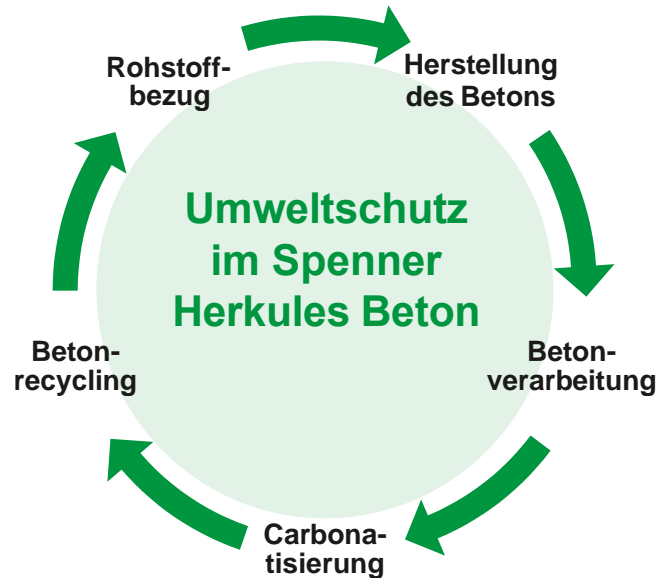 Rohstoff-
bezug
Herstellung
des Betons
Umweltschutz
im Spenner
Herkules Beton
Beton-
recycling
Beton-
verarbeitung
Carbona-
tisierung